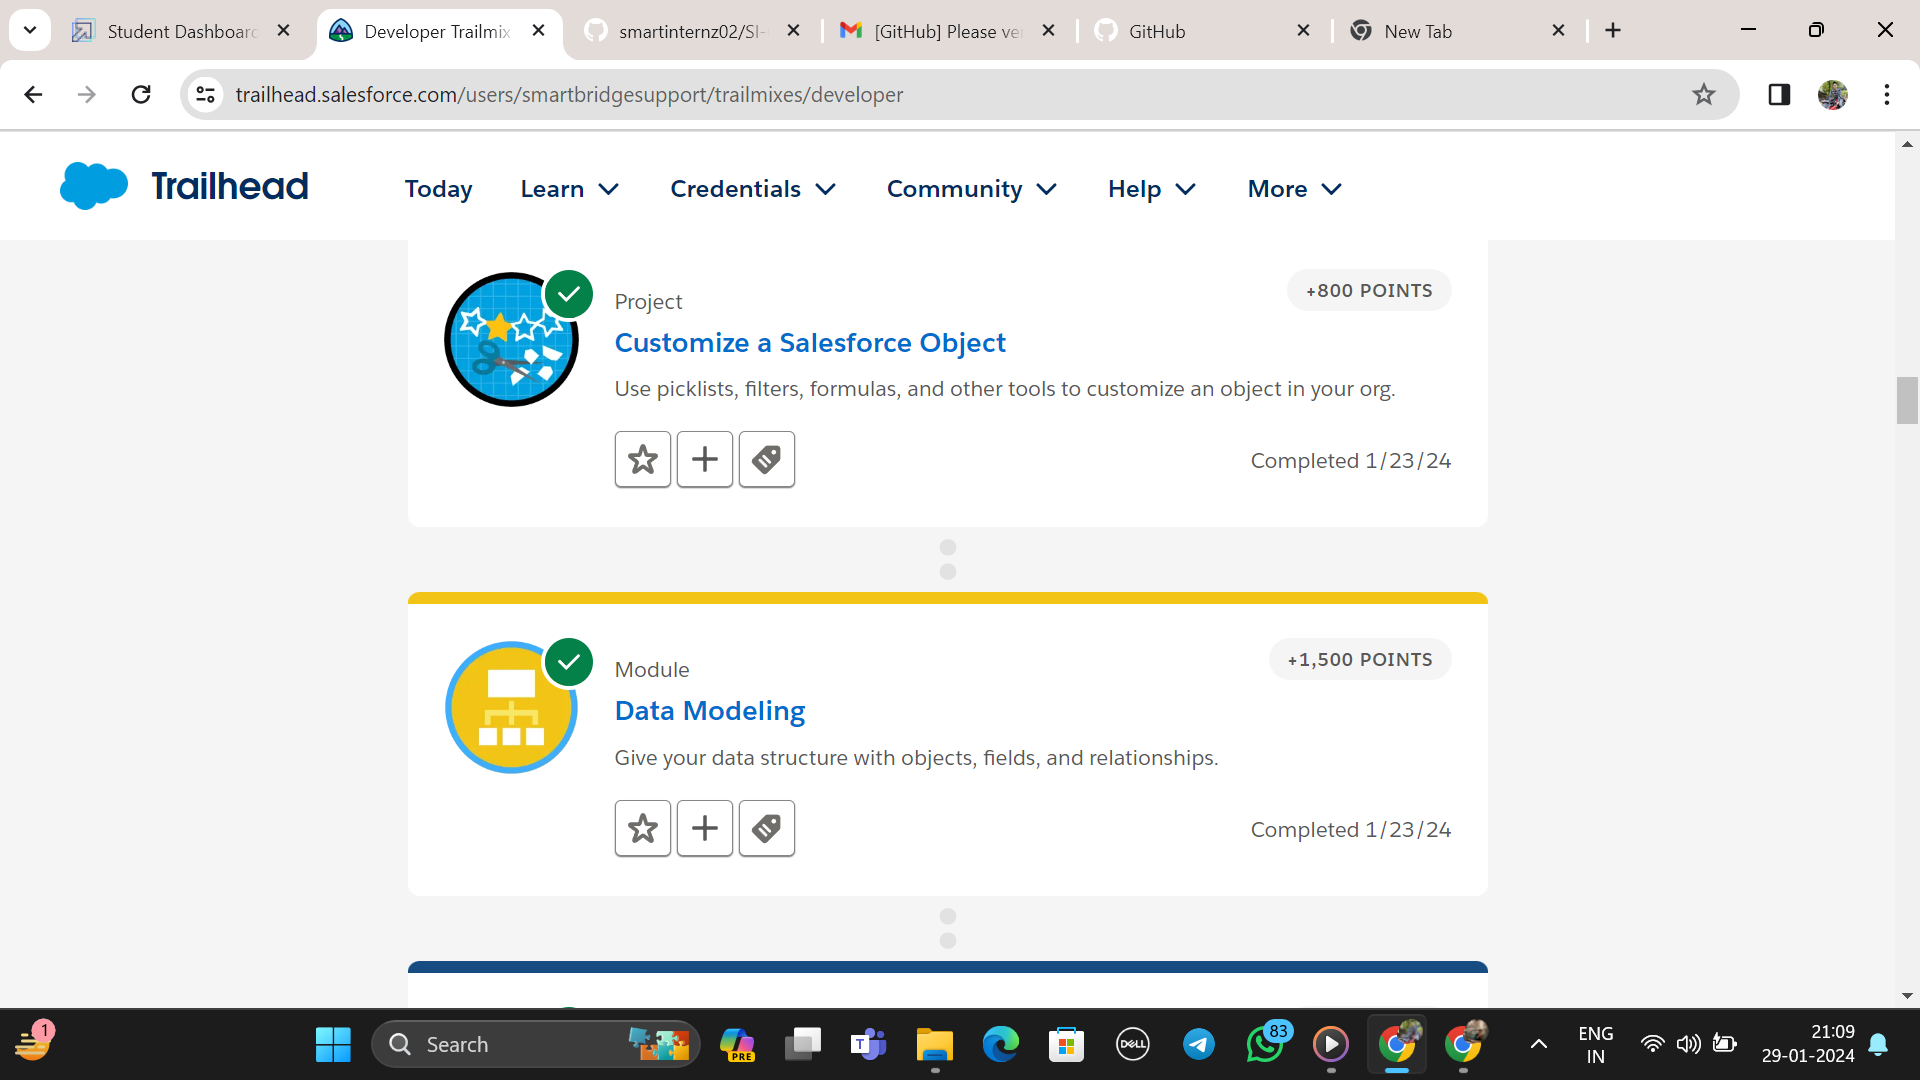 Student Dashboard
Developer Trailmix
smartinternz02/SI-
[GitHub] Please ve
GitHub
New Tab
trailhead.salesforce.com/users/smartbridgesupport/trailmixes/developer
Trailhead
Today
Learn
Credentials
Community
Help
More
Project
+800 POINTS
Customize a Salesforce Object
Use picklists, filters, formulas, and other tools to customize an object in your org.
Completed 1/23/24
Module
+1,500 POINTS
Data Modeling
Give your data structure with objects, fields, and relationships.
Completed 1/23/24
1
Search
PRE
T
DELL
83
ENG
IN
21:09
29-01-2024